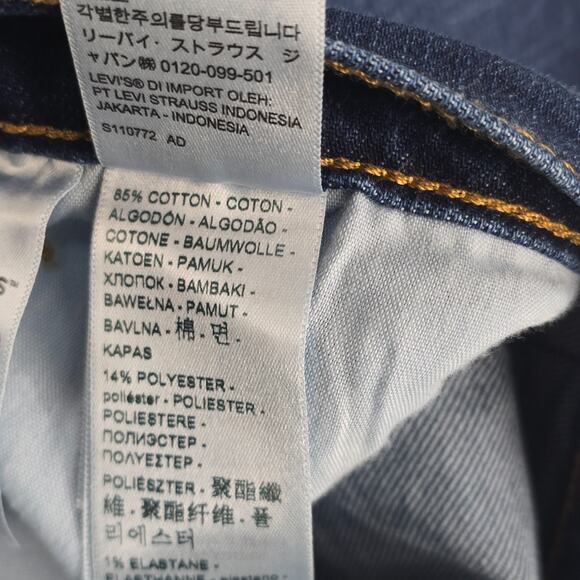 각별한주의를당부드립니다
リーバイ・ストラウス ジ
ャパン㈱ 0120-099-501
LEVI'S® DI IMPORT OLEH:
PT LEVI STRAUSS INDONESIA
JAKARTA - INDONESIA
S110772 AD
85% COTTON - COTON -
ALGODÓN - ALGODÃO -
COTONE - BAUMWOLLE -
KATOEN - PAMUK -
ХЛОПОК - ΒΑΜΒΑΚΙ -
BAWEŁNA - PAMUT -
BAVLNA - 棉 - 면 -
KAPAS
14% POLYESTER -
poliéster - POLIESTER -
POLIESTERE -
ПОЛИЭСТЕР -
ΠΟΛΥΕΣΤΕΡ -
POLIÉSZTER - 聚酯纖
維 - 聚酯纤维 - 폴
리에스터
1% ELASTANE -